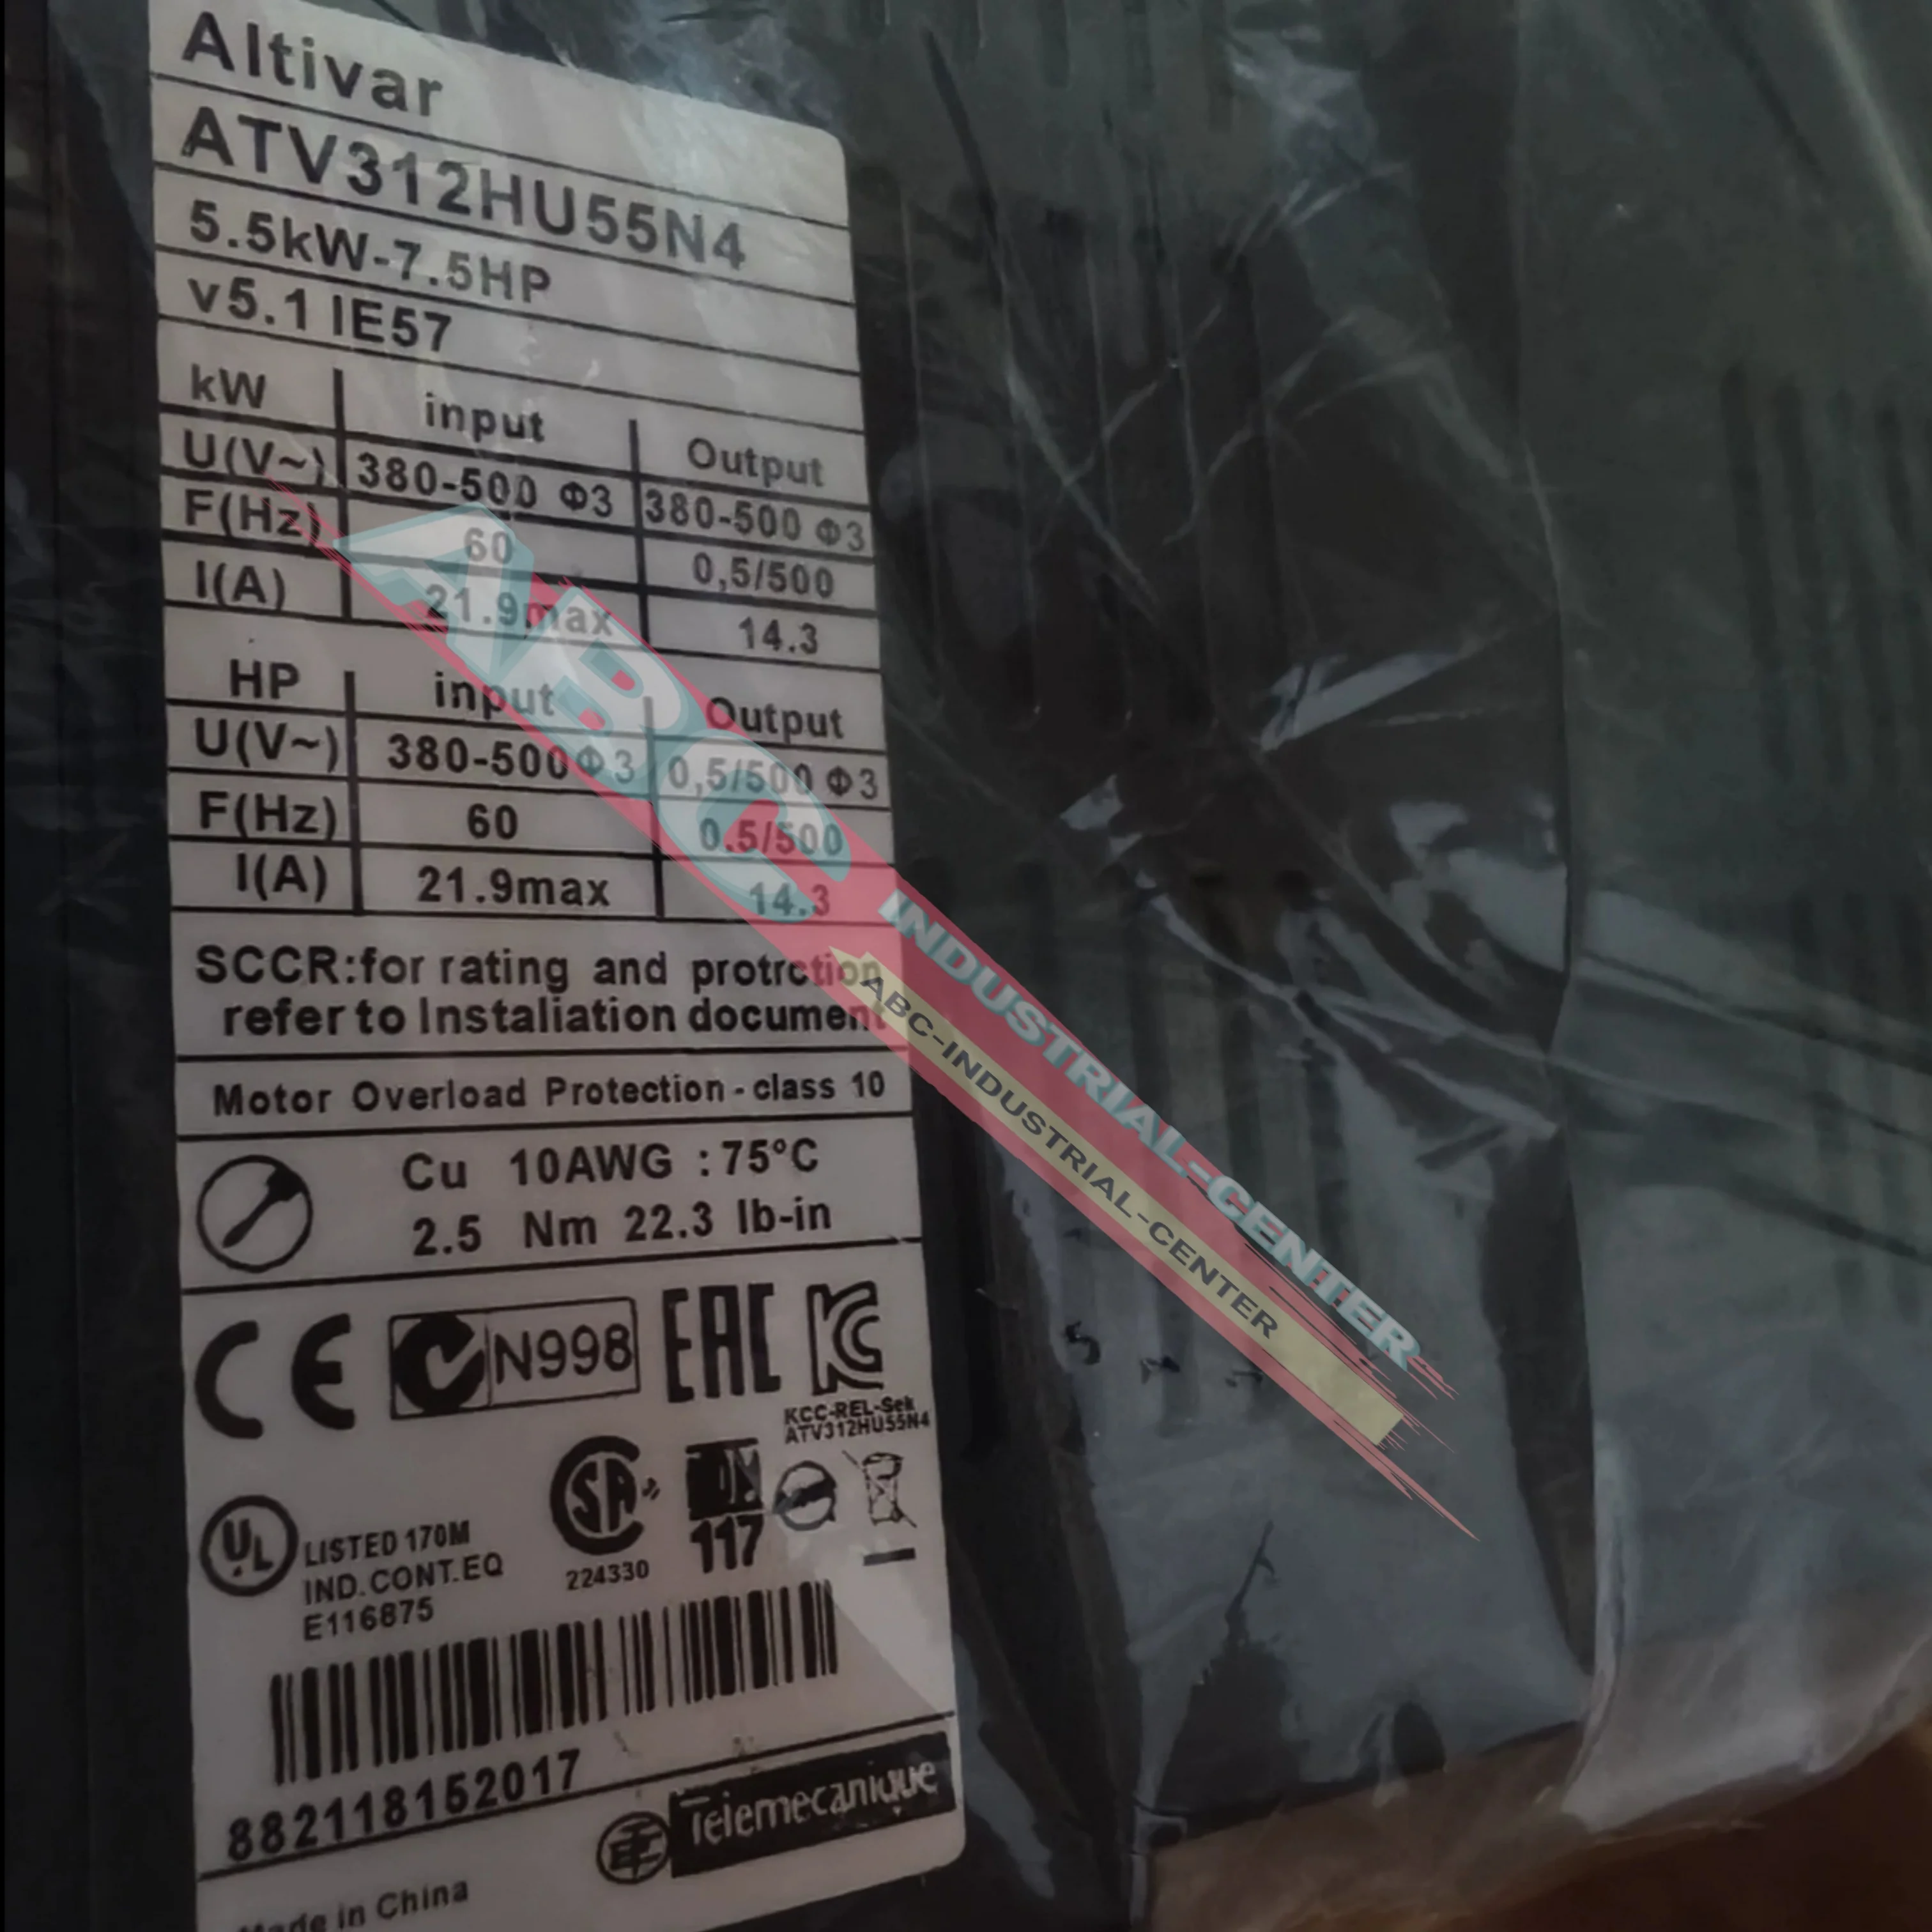 Altivar
ATV312HU55N4
5.5kW-7.5HP
v5.1 IE57
kW input Output
U(V~) 380-500 Φ3 380-500 Φ3
F(Hz) 60 0,5/500
I(A) 21.9max 14.3
HP input Output
U(V~) 380-500Φ3 0,5/500 Φ3
F(Hz) 60 0.5/500
I(A) 21.9max 14.3
SCCR:for rating and protrction
refer to Instaliation document
Motor Overload Protection - class 10
Cu 10AWG : 75°C
2.5 Nm 22.3 lb-in
CE N998 EAC KC
KCC-REL-Sek
ATV312HU55N4
UL LISTED 170M
IND.CONT.EQ
E116875
SA
224330
117
882118152017
Telemecanique
Made in China
ABC INDUSTRIAL-CENTER
ABC-INDUSTRIAL-CENTER